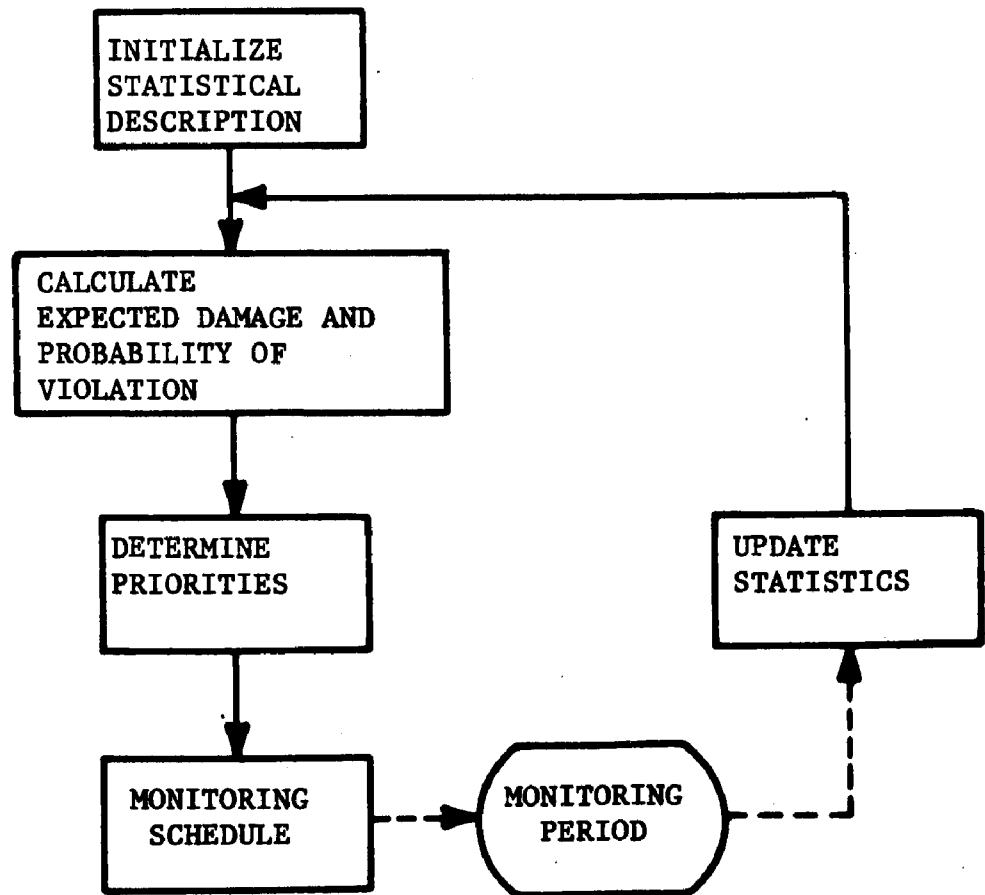 INITIALIZE
STATISTICAL
DESCRIPTION
CALCULATE
EXPECTED DAMAGE AND
PROBABILITY OF
VIOLATION
DETERMINE
PRIORITIES
UPDATE
STATISTICS
MONITORING
SCHEDULE
MONITORING
PERIOD